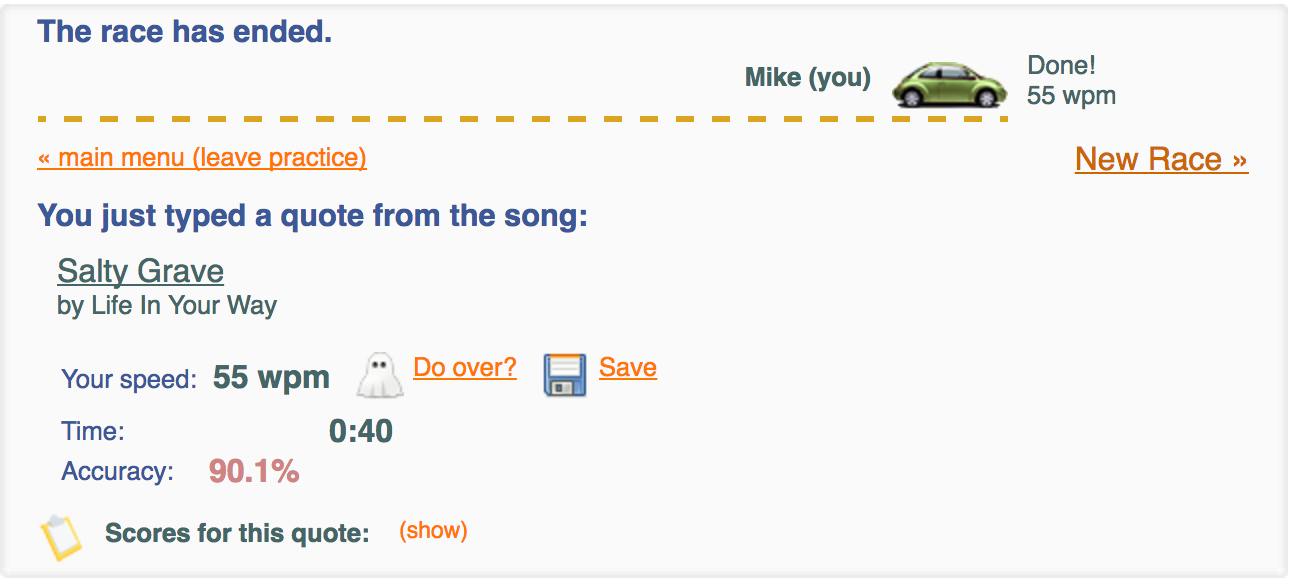 The race has ended.
Mike (you)
Done!
55 wpm
« main menu (leave practice)
New Race »
You just typed a quote from the song:
Salty Grave
by Life In Your Way
Your speed: 55 wpm Do over? Save
Time: 0:40
Accuracy: 90.1%
Scores for this quote: (show)